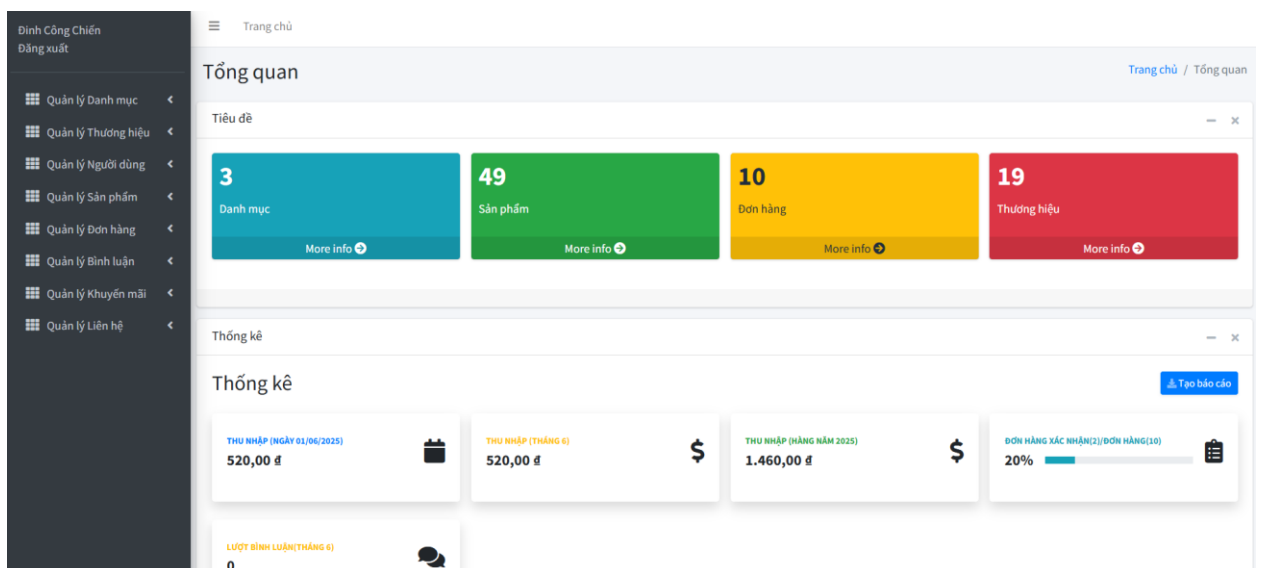 Đinh Công Chiến
Đăng xuất
Quản lý Danh mục
Quản lý Thương hiệu
Quản lý Người dùng
Quản lý Sản phẩm
Quản lý Đơn hàng
Quản lý Bình luận
Quản lý Khuyến mãi
Quản lý Liên hệ
Trang chủ
Tổng quan
Trang chủ / Tổng quan
Tiêu đề
3
Danh mục
More info
49
Sản phẩm
More info
10
Đơn hàng
More info
19
Thương hiệu
More info
Thống kê
Thống kê
Tạo báo cáo
THU NHẬP (NGÀY 01/06/2025)
520,00 đ
THU NHẬP (THÁNG 6)
520,00 đ
THU NHẬP (HÀNG NĂM 2025)
1.460,00 đ
ĐƠN HÀNG XÁC NHẬN(2)/ĐƠN HÀNG(10)
20%
LƯỢT BÌNH LUẬN(THÁNG 6)
0